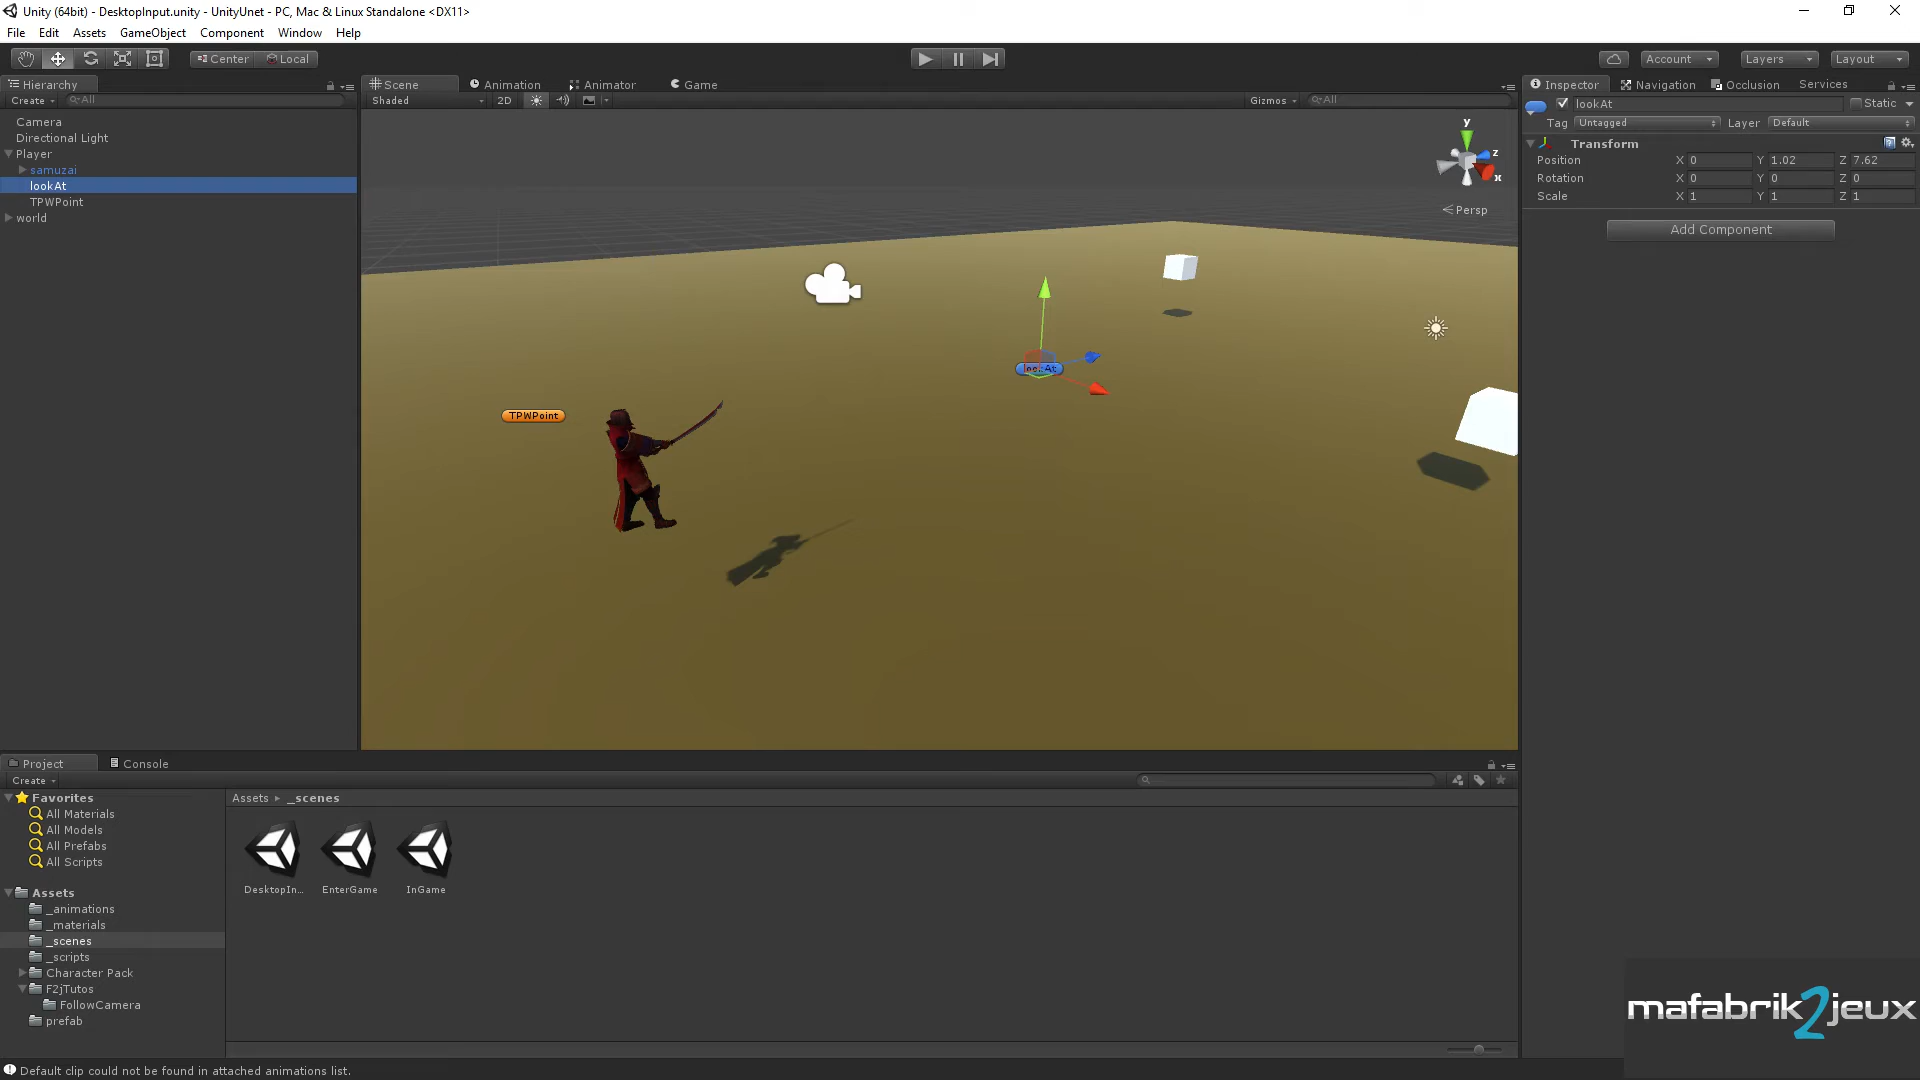 Unity (64bit) - DesktopInput.unity - UnityUnet - PC, Mac & Linux Standalone <DX11>
File Edit Assets GameObject Component Window Help
Center Local Account Layers Layout
Hierarchy
Create All
Camera
Directional Light
Player
samuzai
lookAt
TPWPoint
world
Scene Animation Animator Game
Shaded 2D Gizmos All
y
z
x
Persp
lookAt
TPWPoint
Inspector Navigation Occlusion Services
lookAt Static
Tag Untagged Layer Default
Transform
Position X 0 Y 1.02 Z 7.62
Rotation X 0 Y 0 Z 0
Scale X 1 Y 1 Z 1
Add Component
Project Console
Create
Favorites
All Materials
All Models
All Prefabs
All Scripts
Assets
_animations
_materials
_scenes
_scripts
Character Pack
F2jTutos
FollowCamera
prefab
Assets _scenes
DesktopIn... EnterGame InGame
mafabrik2jeux
Default clip could not be found in attached animations list.